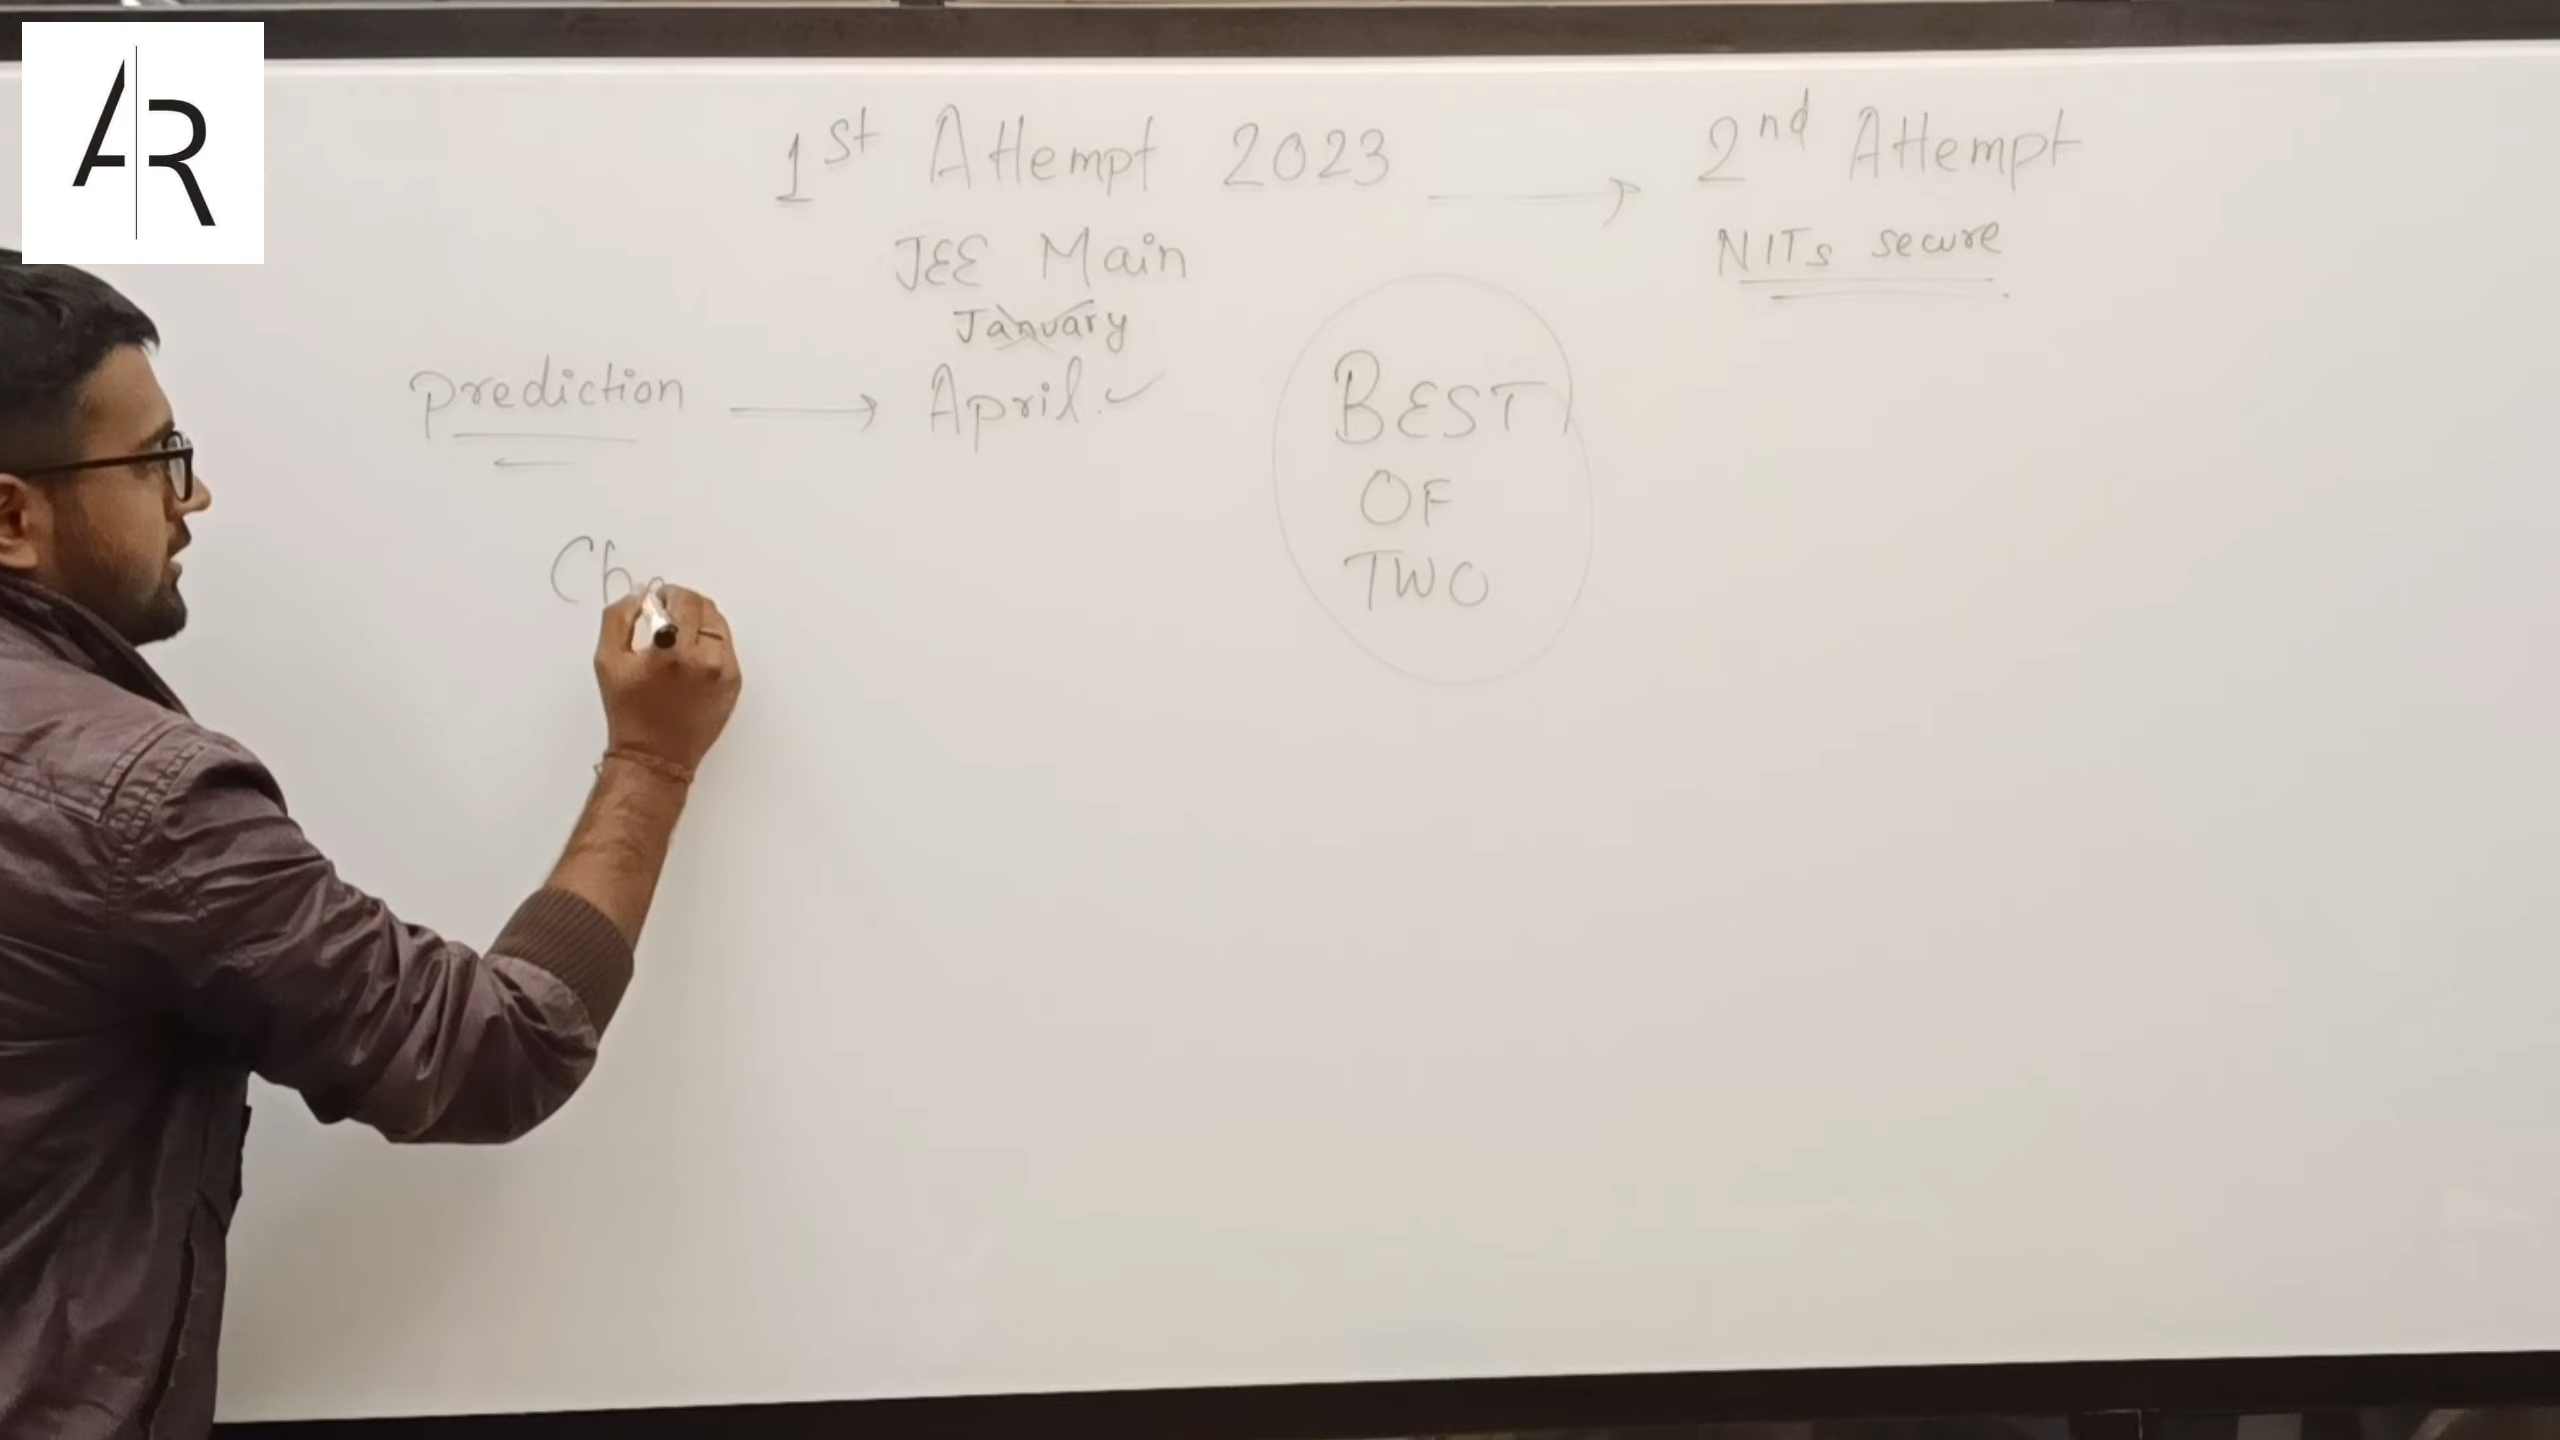 AR
1st Attempt 2023 → 2nd Attempt
JEE Main
NITs secure
January
prediction → April ✓
BEST
OF
TWO